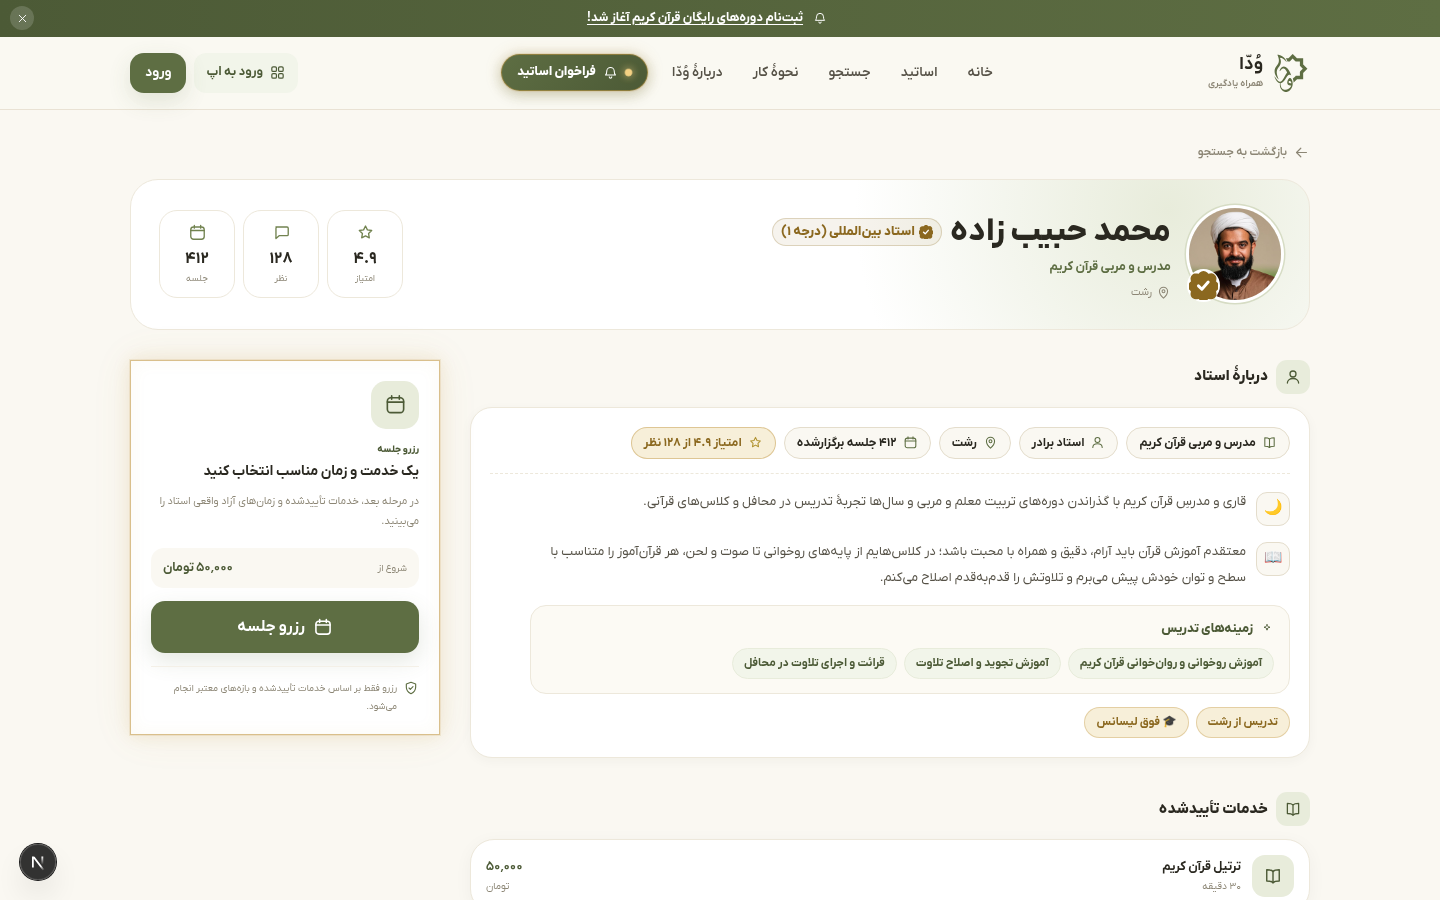 ثبت‌نام دوره‌های رایگان قرآن کریم آغاز شد!
وُدّا
همراه یادگیری
خانه
اساتید
جستجو
نحوهٔ کار
دربارهٔ وُدّا
فراخوان اساتید
ورود به اپ
ورود
بازگشت به جستجو
محمد حبیب زاده
استاد بین‌المللی (درجه ۱)
مدرس و مربی قرآن کریم
رشت
۴.۹
امتیاز
۱۲۸
نظر
۴۱۲
جلسه
دربارهٔ استاد
مدرس و مربی قرآن کریم
استاد برادر
رشت
۴۱۲ جلسه برگزارشده
امتیاز ۴.۹ از ۱۲۸ نظر
قاری و مدرسِ قرآن کریم با گذراندن دوره‌های تربیت معلم و مربی و سال‌ها تجربهٔ تدریس در محافل و کلاس‌های قرآنی.
معتقدم آموزش قرآن باید آرام، دقیق و همراه با محبت باشد؛ در کلاس‌هایم از پایه‌های روخوانی تا صوت و لحن، هر قرآن‌آموز را متناسب با
سطح و توان خودش پیش می‌برم و تلاوتش را قدم‌به‌قدم اصلاح می‌کنم.
زمینه‌های تدریس
آموزش روخوانی و روان‌خوانی قرآن کریم
آموزش تجوید و اصلاح تلاوت
قرائت و اجرای تلاوت در محافل
تدریس از رشت
فوق لیسانس
رزرو جلسه
یک خدمت و زمان مناسب انتخاب کنید
در مرحله بعد، خدمات تأییدشده و زمان‌های آزاد واقعی استاد را
می‌بینید.
شروع از
۵۰٬۰۰۰ تومان
رزرو جلسه
رزرو فقط بر اساس خدمات تأییدشده و بازه‌های معتبر انجام
می‌شود.
خدمات تأییدشده
ترتیل قرآن کریم
۳۰ دقیقه
۵۰٬۰۰۰
تومان
N